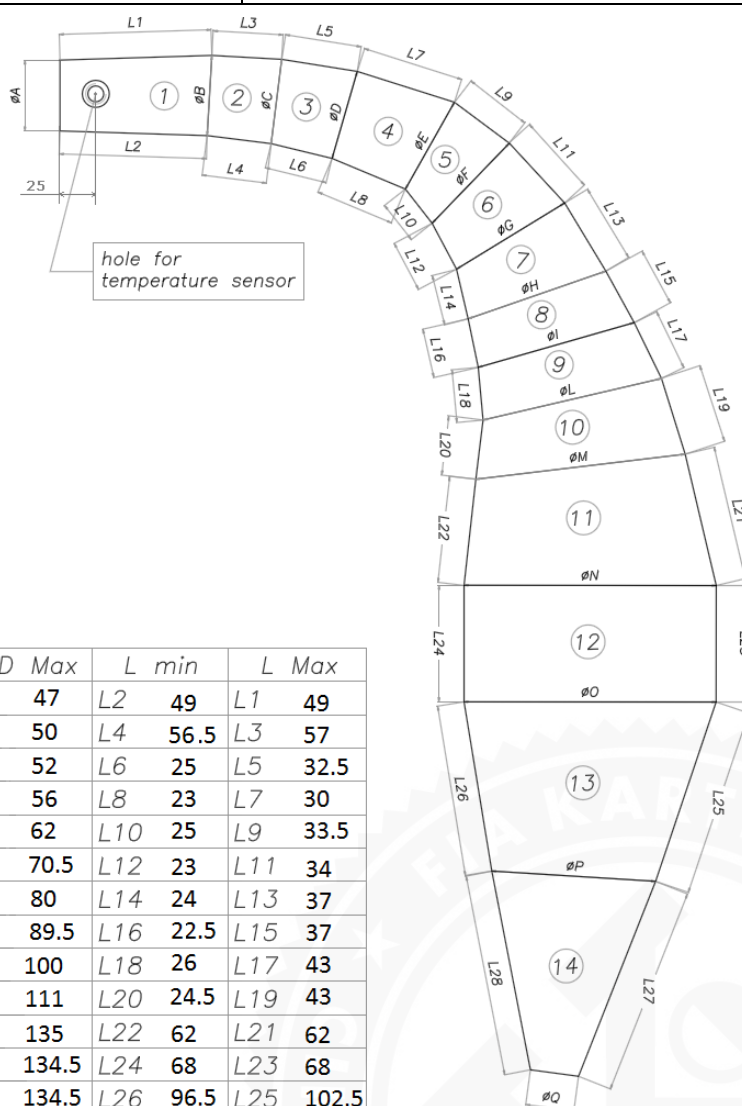 L1
L3
L5
L7
L9
L11
L13
L15
L17
L19
L21
øA
1
øB
2
øC
3
øD
4
øE
5
øF
6
øG
7
øH
8
øI
9
øL
10
øM
11
øN
12
øO
13
øP
14
øQ
L2
L4
L6
L8
L10
L12
L14
L16
L18
L20
L22
L24
L26
L28
L25
L27
25
hole for
temperature sensor
D Max L min L Max
47 L2 49 L1 49
50 L4 56.5 L3 57
52 L6 25 L5 32.5
56 L8 23 L7 30
62 L10 25 L9 33.5
70.5 L12 23 L11 34
80 L14 24 L13 37
89.5 L16 22.5 L15 37
100 L18 26 L17 43
111 L20 24.5 L19 43
135 L22 62 L21 62
134.5 L24 68 L23 68
134.5 L26 96.5 L25 102.5
FIA KART